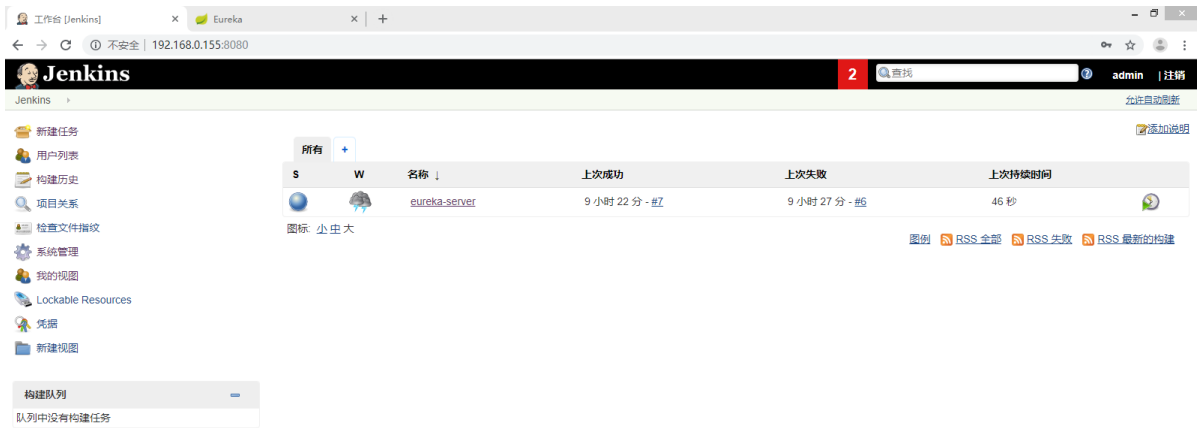 工作台 [Jenkins] × Eureka × +
不安全 | 192.168.0.155:8080
Jenkins 2 查找 admin | 注销
Jenkins 允许自动刷新
新建任务
用户列表
构建历史
项目关系
检查文件指纹
系统管理
我的视图
Lockable Resources
凭据
新建视图
构建队列
队列中没有构建任务
添加说明
所有 +
S W 名称 ↓ 上次成功 上次失败 上次持续时间
eureka-server 9 小时 22 分 - #7 9 小时 27 分 - #6 46 秒
图标: 小 中 大
图例 RSS 全部 RSS 失败 RSS 最新的构建